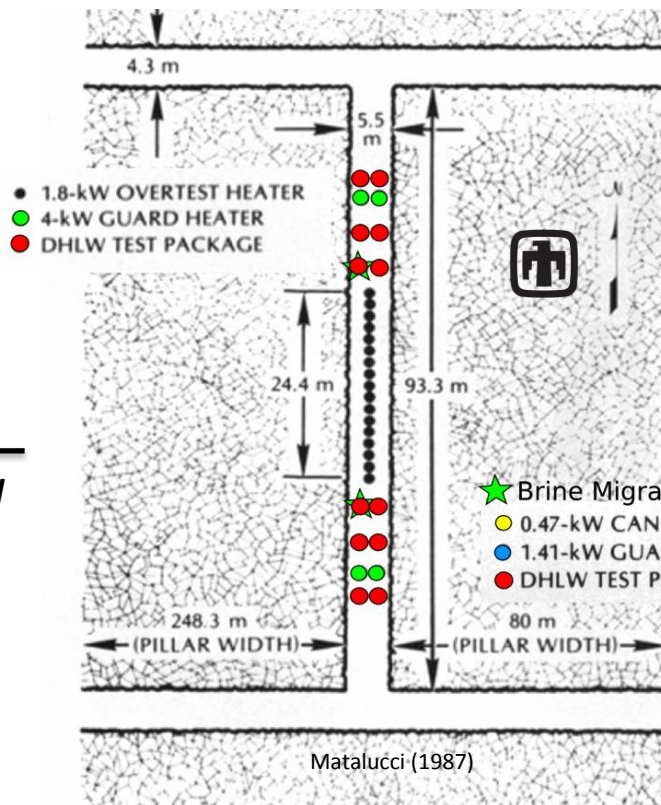 4.3 m
5.5
m
1.8-kW OVERTEST HEATER
4-kW GUARD HEATER
DHLW TEST PACKAGE
24.4 m
93.3 m
Brine Migra
0.47-kW CAN
1.41-kW GUA
DHLW TEST P
248.3 m
(PILLAR WIDTH)
80 m
(PILLAR WIDTH)
Matalucci (1987)